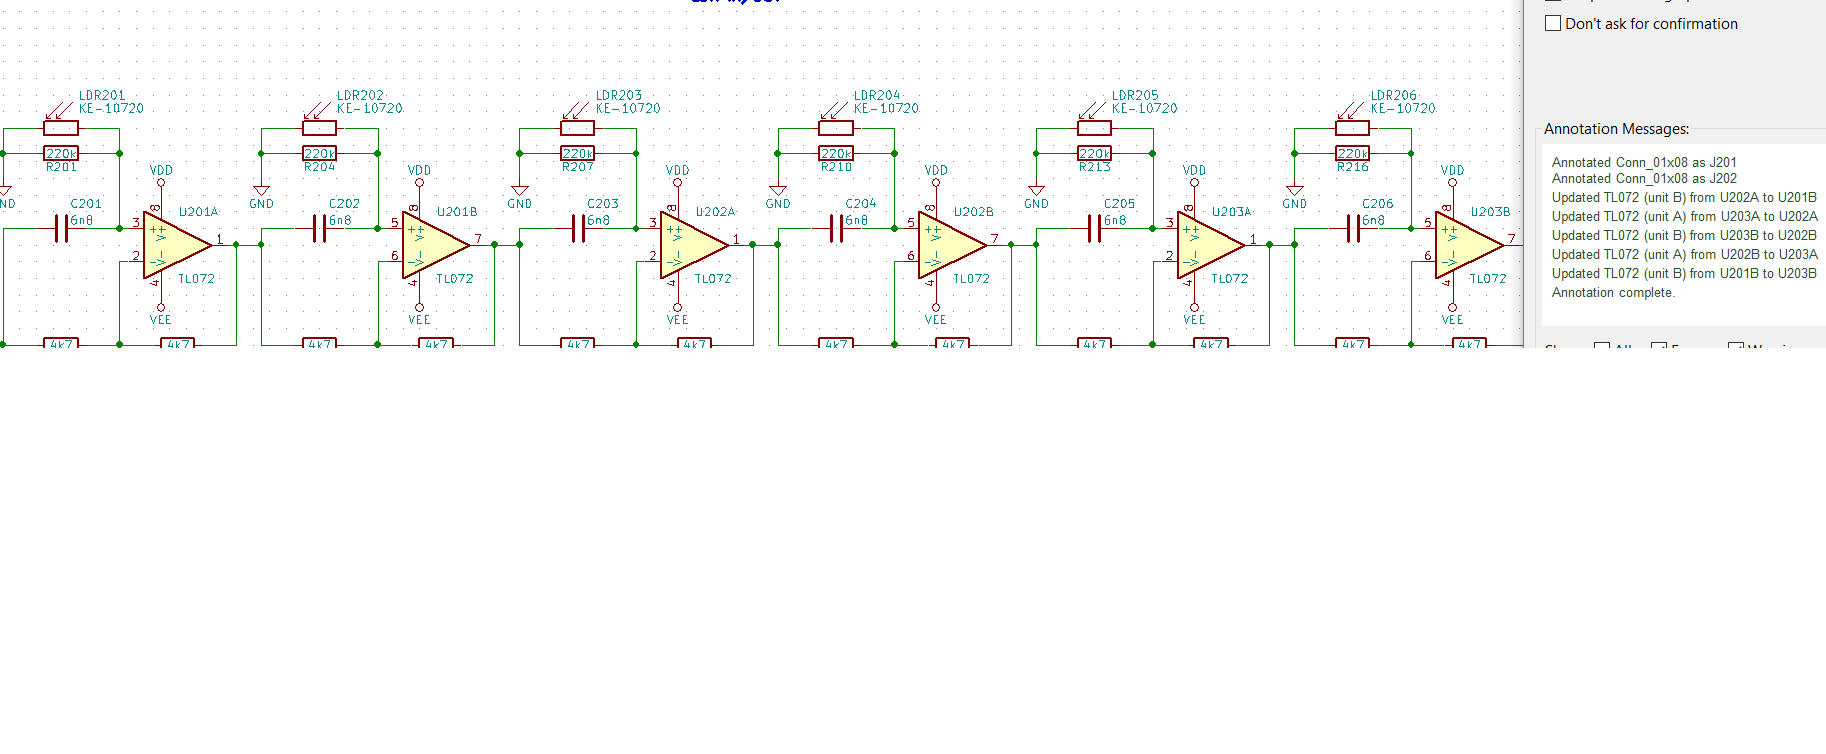 Don't ask for confirmation
LDR201
KE-10720
LDR202
KE-10720
LDR203
KE-10720
LDR204
KE-10720
LDR205
KE-10720
LDR206
KE-10720
Annotation Messages:
220k
R201
220k
R204
220k
R207
220k
R210
220k
R213
220k
R216
VDD
VDD
VDD
VDD
VDD
VDD
ND
GND
GND
GND
GND
GND
C201
6n8
C202
6n8
C203
6n8
C204
6n8
C205
6n8
C206
6n8
U201A
U201B
U202A
U202B
U203A
U203B
8
8
8
8
8
8
3
++
V+
1
5
++
V+
7
3
++
V+
1
5
++
V+
7
3
++
V+
1
5
++
V+
7
2
-
V-
6
-
V-
2
-
V-
6
-
V-
2
-
V-
6
-
V-
4
4
4
4
4
4
TL072
TL072
TL072
TL072
TL072
TL072
VEE
VEE
VEE
VEE
VEE
VEE
4k7
4k7
4k7
4k7
4k7
4k7
4k7
4k7
4k7
4k7
4k7
4k7
Annotated Conn_01x08 as J201
Annotated Conn_01x08 as J202
Updated TL072 (unit B) from U202A to U201B
Updated TL072 (unit A) from U203A to U202A
Updated TL072 (unit B) from U203B to U202B
Updated TL072 (unit A) from U202B to U203A
Updated TL072 (unit B) from U201B to U203B
Annotation complete.